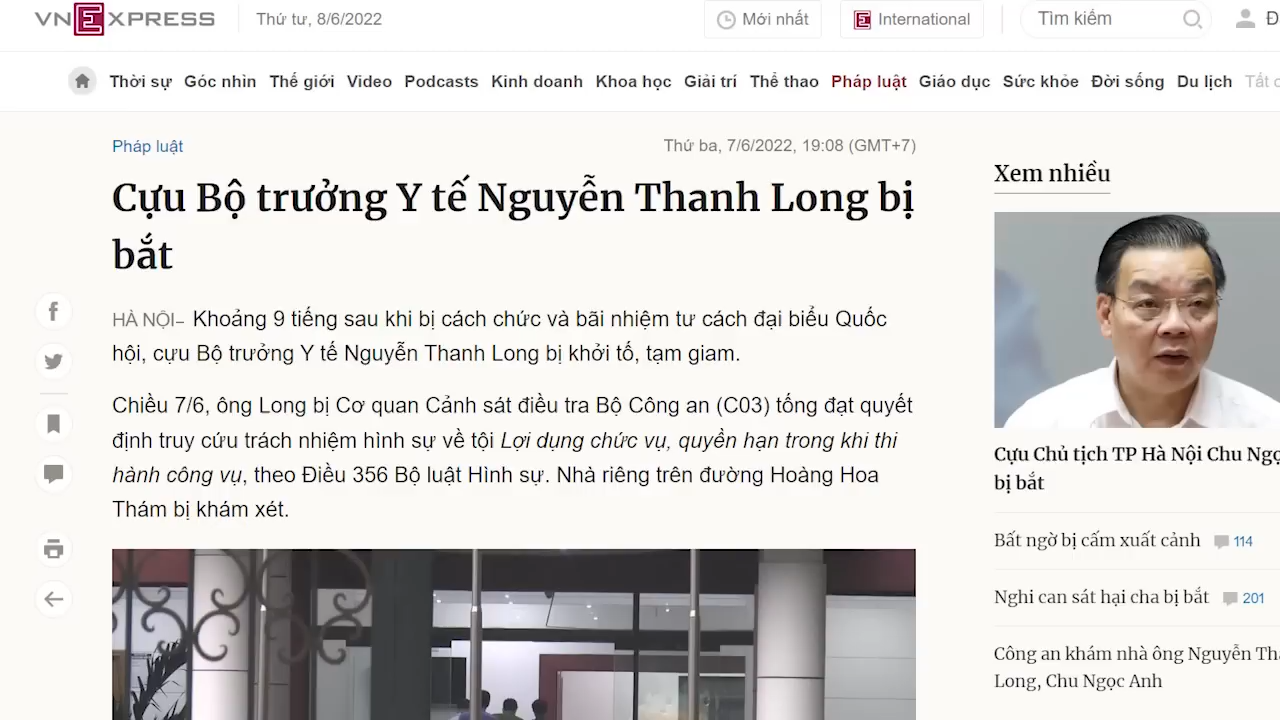 VNEXPRESS
Thứ tư, 8/6/2022
Mới nhất
E International
Tìm kiếm
Đ
Thời sự Góc nhìn Thế giới Video Podcasts Kinh doanh Khoa học Giải trí Thể thao Pháp luật Giáo dục Sức khỏe Đời sống Du lịch Tất c
Pháp luật
Thứ ba, 7/6/2022, 19:08 (GMT+7)
Cựu Bộ trưởng Y tế Nguyễn Thanh Long bị
bắt
HÀ NỘI– Khoảng 9 tiếng sau khi bị cách chức và bãi nhiệm tư cách đại biểu Quốc
hội, cựu Bộ trưởng Y tế Nguyễn Thanh Long bị khởi tố, tạm giam.
Chiều 7/6, ông Long bị Cơ quan Cảnh sát điều tra Bộ Công an (C03) tống đạt quyết
định truy cứu trách nhiệm hình sự về tội Lợi dụng chức vụ, quyền hạn trong khi thi
hành công vụ, theo Điều 356 Bộ luật Hình sự. Nhà riêng trên đường Hoàng Hoa
Thám bị khám xét.
Xem nhiều
Cựu Chủ tịch TP Hà Nội Chu Ngọ
bị bắt
Bất ngờ bị cấm xuất cảnh 114
Nghi can sát hại cha bị bắt 201
Công an khám nhà ông Nguyễn Tha
Long, Chu Ngọc Anh